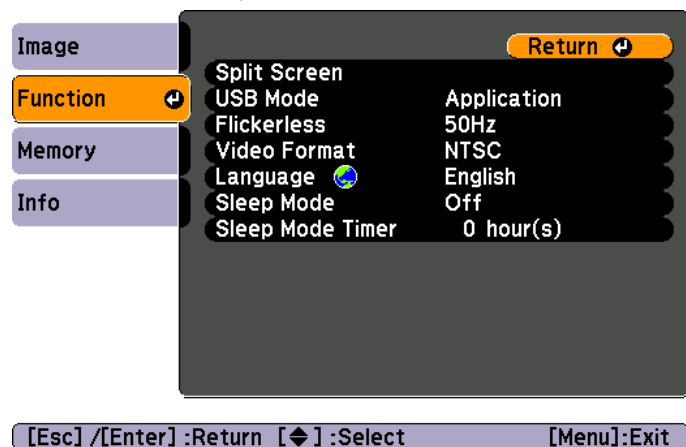 Image
Function
Memory
Info
Return
Split Screen
USB Mode Application
Flickerless 50Hz
Video Format NTSC
Language English
Sleep Mode Off
Sleep Mode Timer 0 hour(s)
[Esc] /[Enter] :Return [◆] :Select [Menu]:Exit